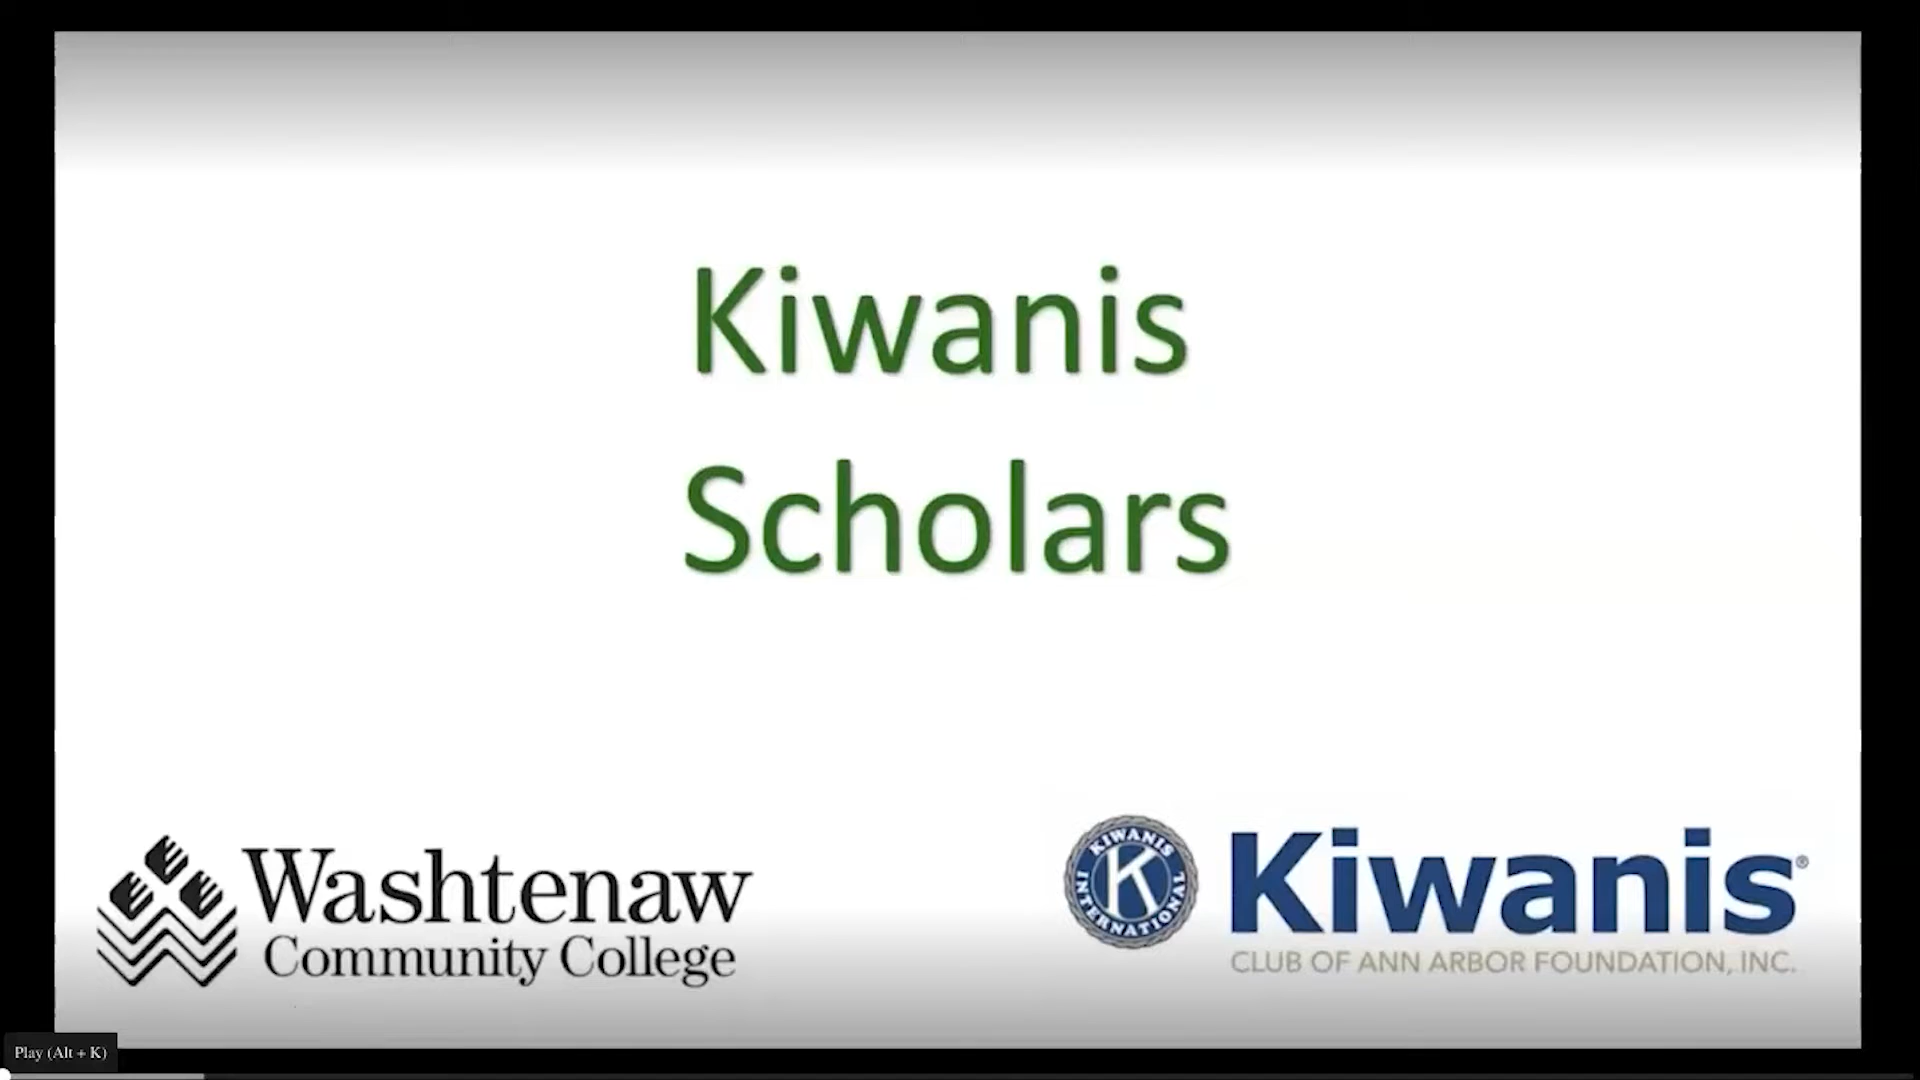 Kiwanis
Scholars
Washtenaw
Community College
KIWANIS
INTERNATIONAL
K
Kiwanis®
CLUB OF ANN ARBOR FOUNDATION, INC.
Play (Alt + K)